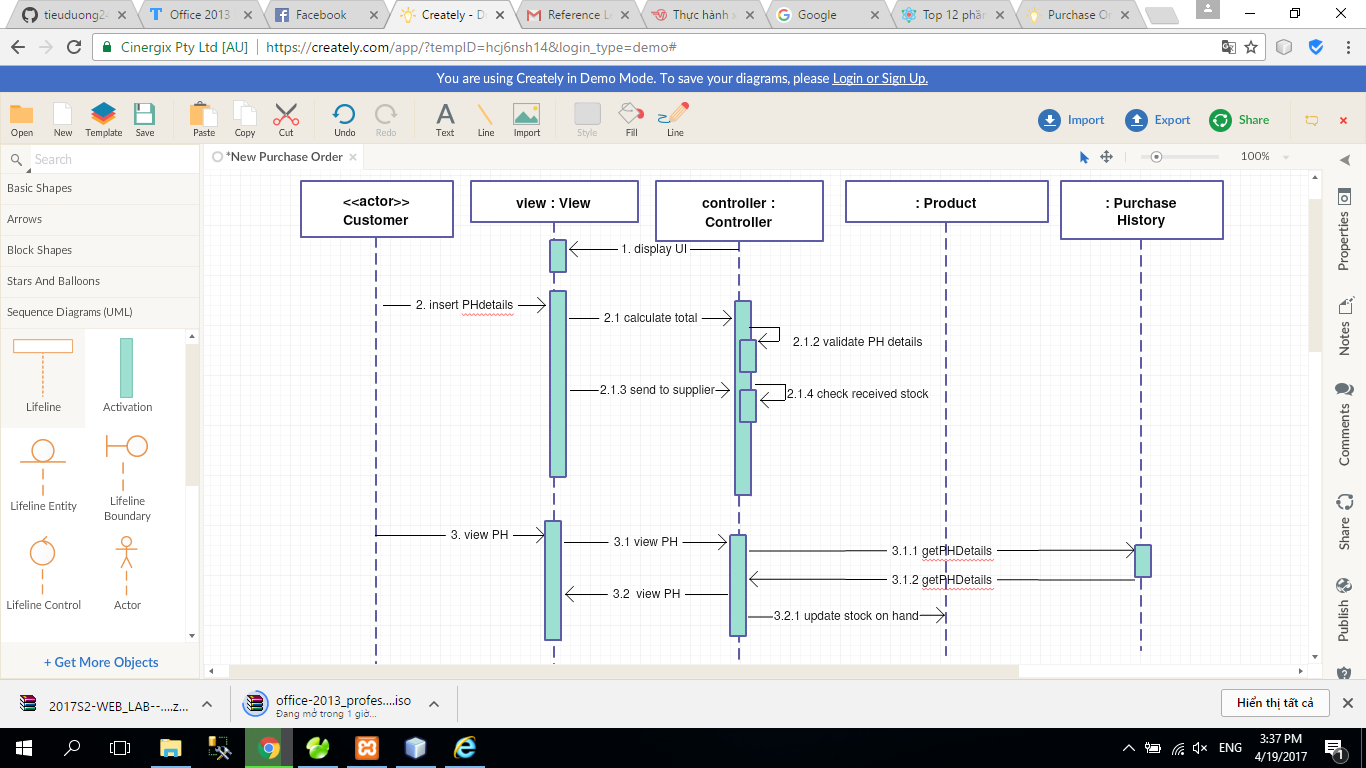 tieuduong24
Office 2013
Facebook
Creately - D
Reference L
Thực hành
Google
Top 12 phần
Purchase Or
Cinergix Pty Ltd [AU]
https://creately.com/app/?tempID=hcj6nsh14&login_type=demo#
You are using Creately in Demo Mode. To save your diagrams, please Login or Sign Up.
Open
New
Template
Save
Paste
Copy
Cut
Undo
Redo
Text
Line
Import
Style
Fill
Line
Import
Export
Share
Search
*New Purchase Order
100%
Basic Shapes
Arrows
Block Shapes
Stars And Balloons
Sequence Diagrams (UML)
Lifeline
Activation
Lifeline Entity
Lifeline
Boundary
Lifeline Control
Actor
+ Get More Objects
<<actor>>
Customer
view : View
controller :
Controller
: Product
: Purchase
History
1. display UI
2. insert PHdetails
2.1 calculate total
2.1.2 validate PH details
2.1.3 send to supplier
2.1.4 check received stock
3. view PH
3.1 view PH
3.1.1 getPHDetails
3.1.2 getPHDetails
3.2 view PH
3.2.1 update stock on hand
Properties
Notes
Comments
Share
Publish
2017S2-WEB_LAB--....z...
office-2013_profes....iso
Đang mở trong 1 giờ...
Hiển thị tất cả
ENG
3:37 PM
4/19/2017
1